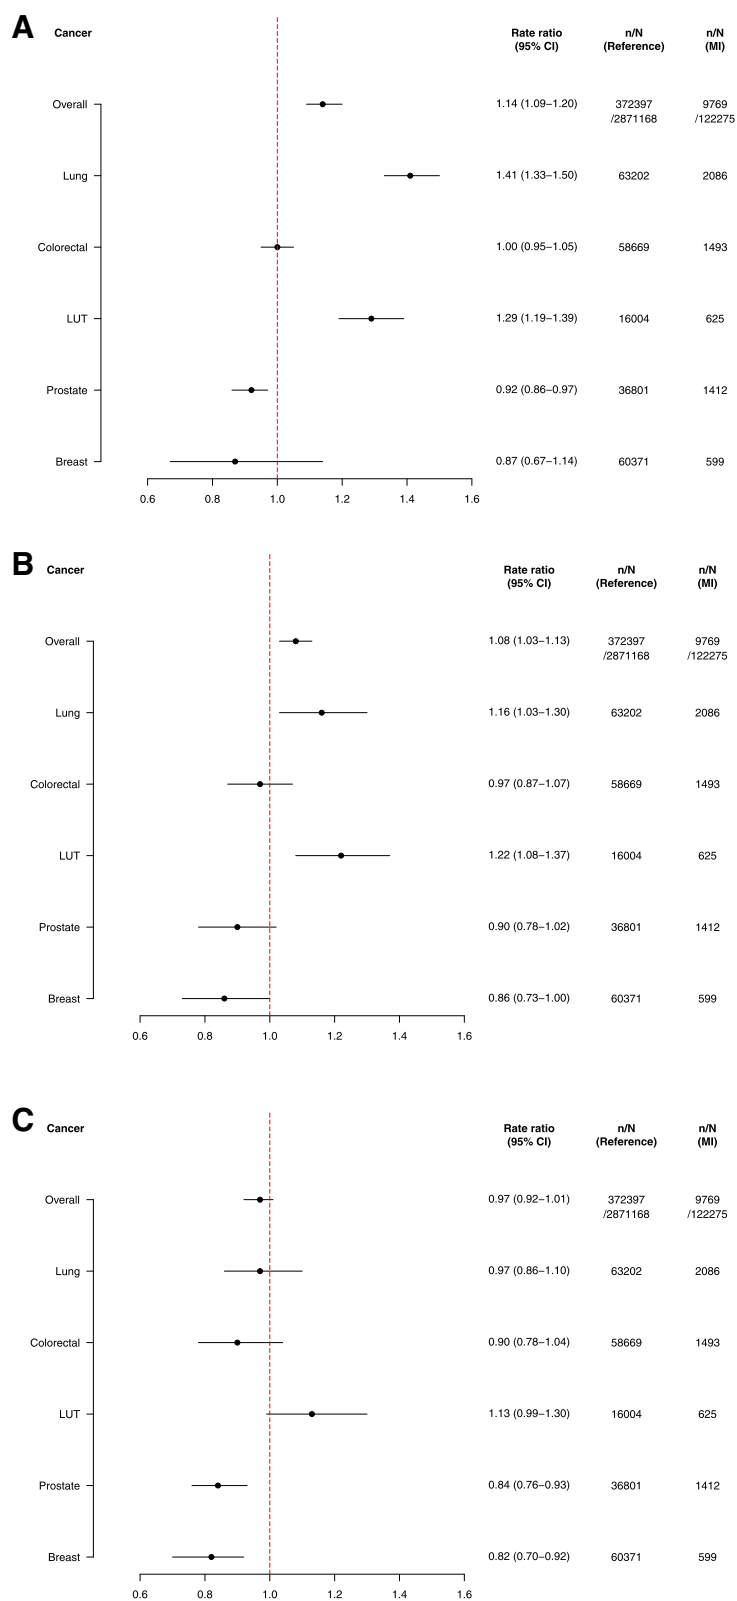 A
Cancer Rate ratio n/N n/N
(95% CI) (Reference) (MI)
Overall 1.14 (1.09–1.20) 372397 9769
/2871168 /122275
Lung 1.41 (1.33–1.50) 63202 2086
Colorectal 1.00 (0.95–1.05) 58669 1493
LUT 1.29 (1.19–1.39) 16004 625
Prostate 0.92 (0.86–0.97) 36801 1412
Breast 0.87 (0.67–1.14) 60371 599
0.6 0.8 1.0 1.2 1.4 1.6
B
Cancer Rate ratio n/N n/N
(95% CI) (Reference) (MI)
Overall 1.08 (1.03–1.13) 372397 9769
/2871168 /122275
Lung 1.16 (1.03–1.30) 63202 2086
Colorectal 0.97 (0.87–1.07) 58669 1493
LUT 1.22 (1.08–1.37) 16004 625
Prostate 0.90 (0.78–1.02) 36801 1412
Breast 0.86 (0.73–1.00) 60371 599
0.6 0.8 1.0 1.2 1.4 1.6
C
Cancer Rate ratio n/N n/N
(95% CI) (Reference) (MI)
Overall 0.97 (0.92–1.01) 372397 9769
/2871168 /122275
Lung 0.97 (0.86–1.10) 63202 2086
Colorectal 0.90 (0.78–1.04) 58669 1493
LUT 1.13 (0.99–1.30) 16004 625
Prostate 0.84 (0.76–0.93) 36801 1412
Breast 0.82 (0.70–0.92) 60371 599
0.6 0.8 1.0 1.2 1.4 1.6